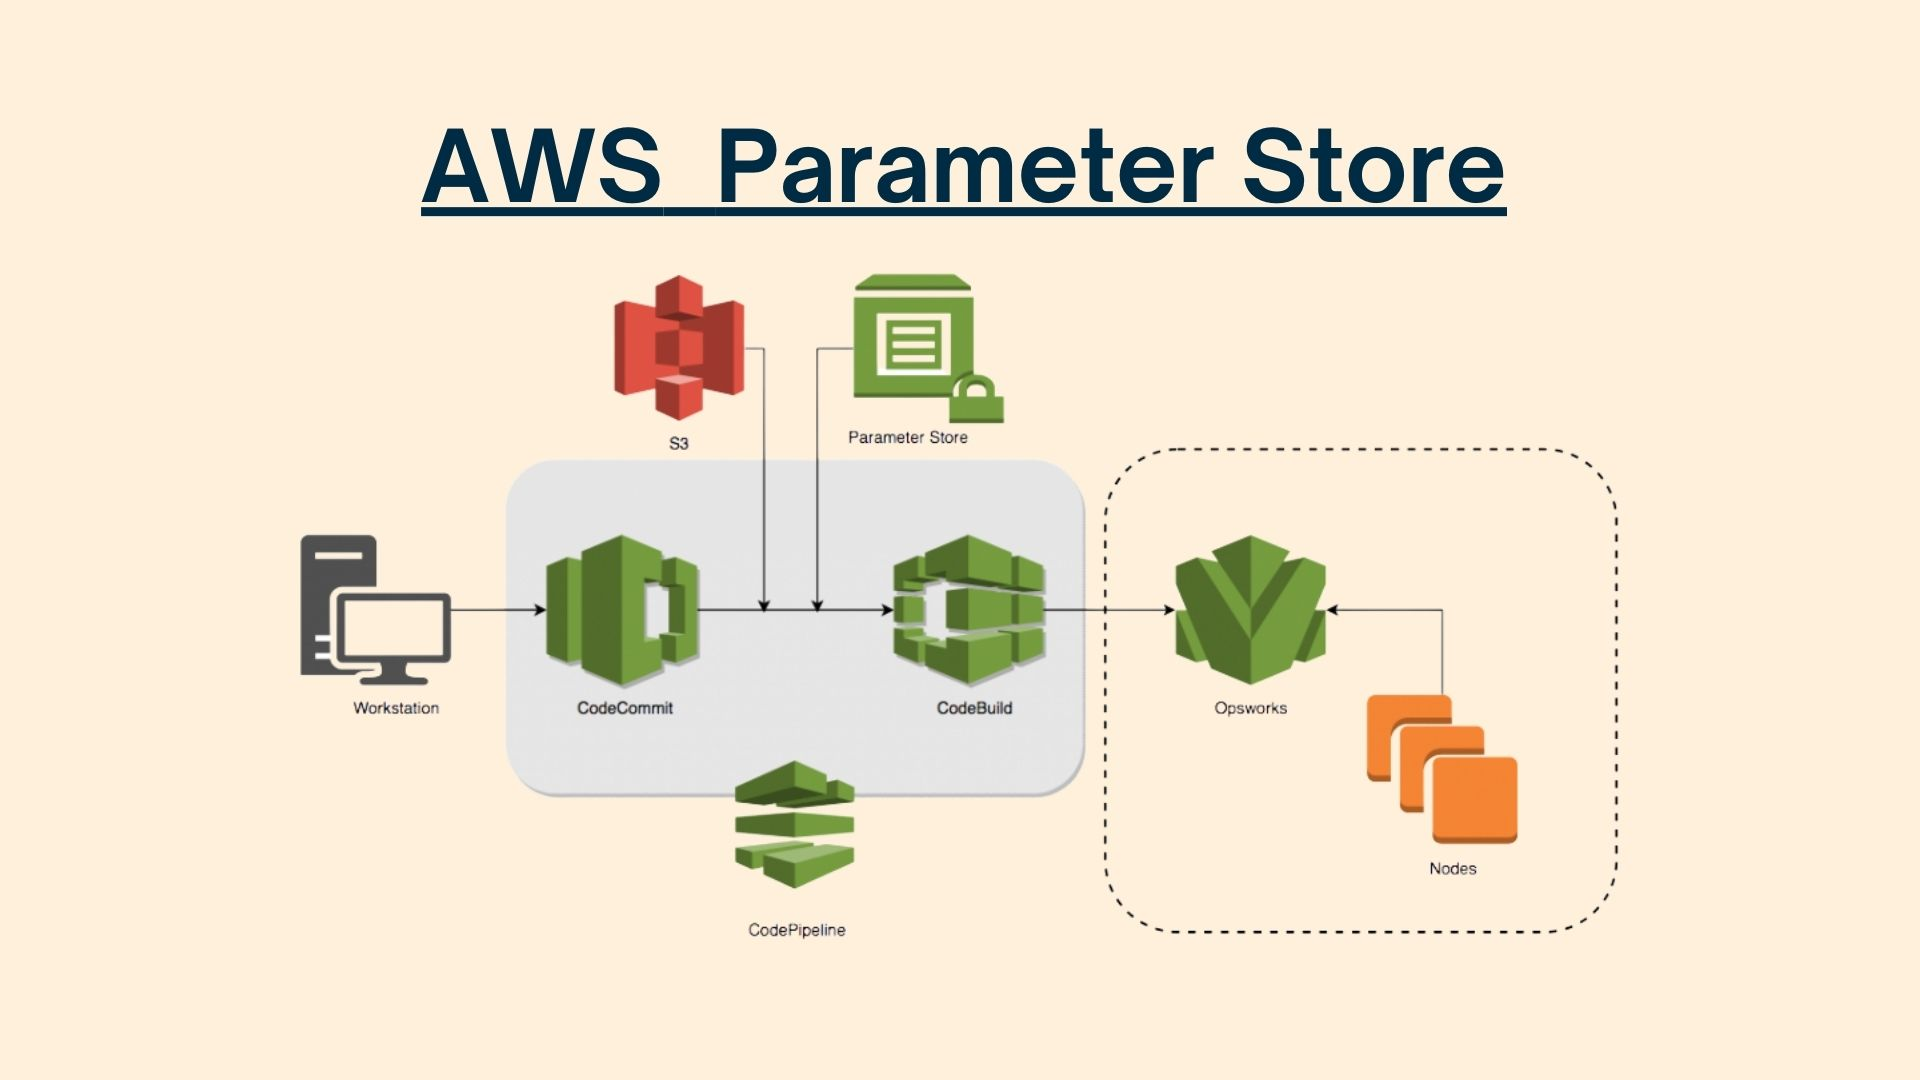 AWS  Parameter Store
S3
Parameter Store
Workstation
CodeCommit
CodeBuild
Opsworks
Nodes
CodePipeline